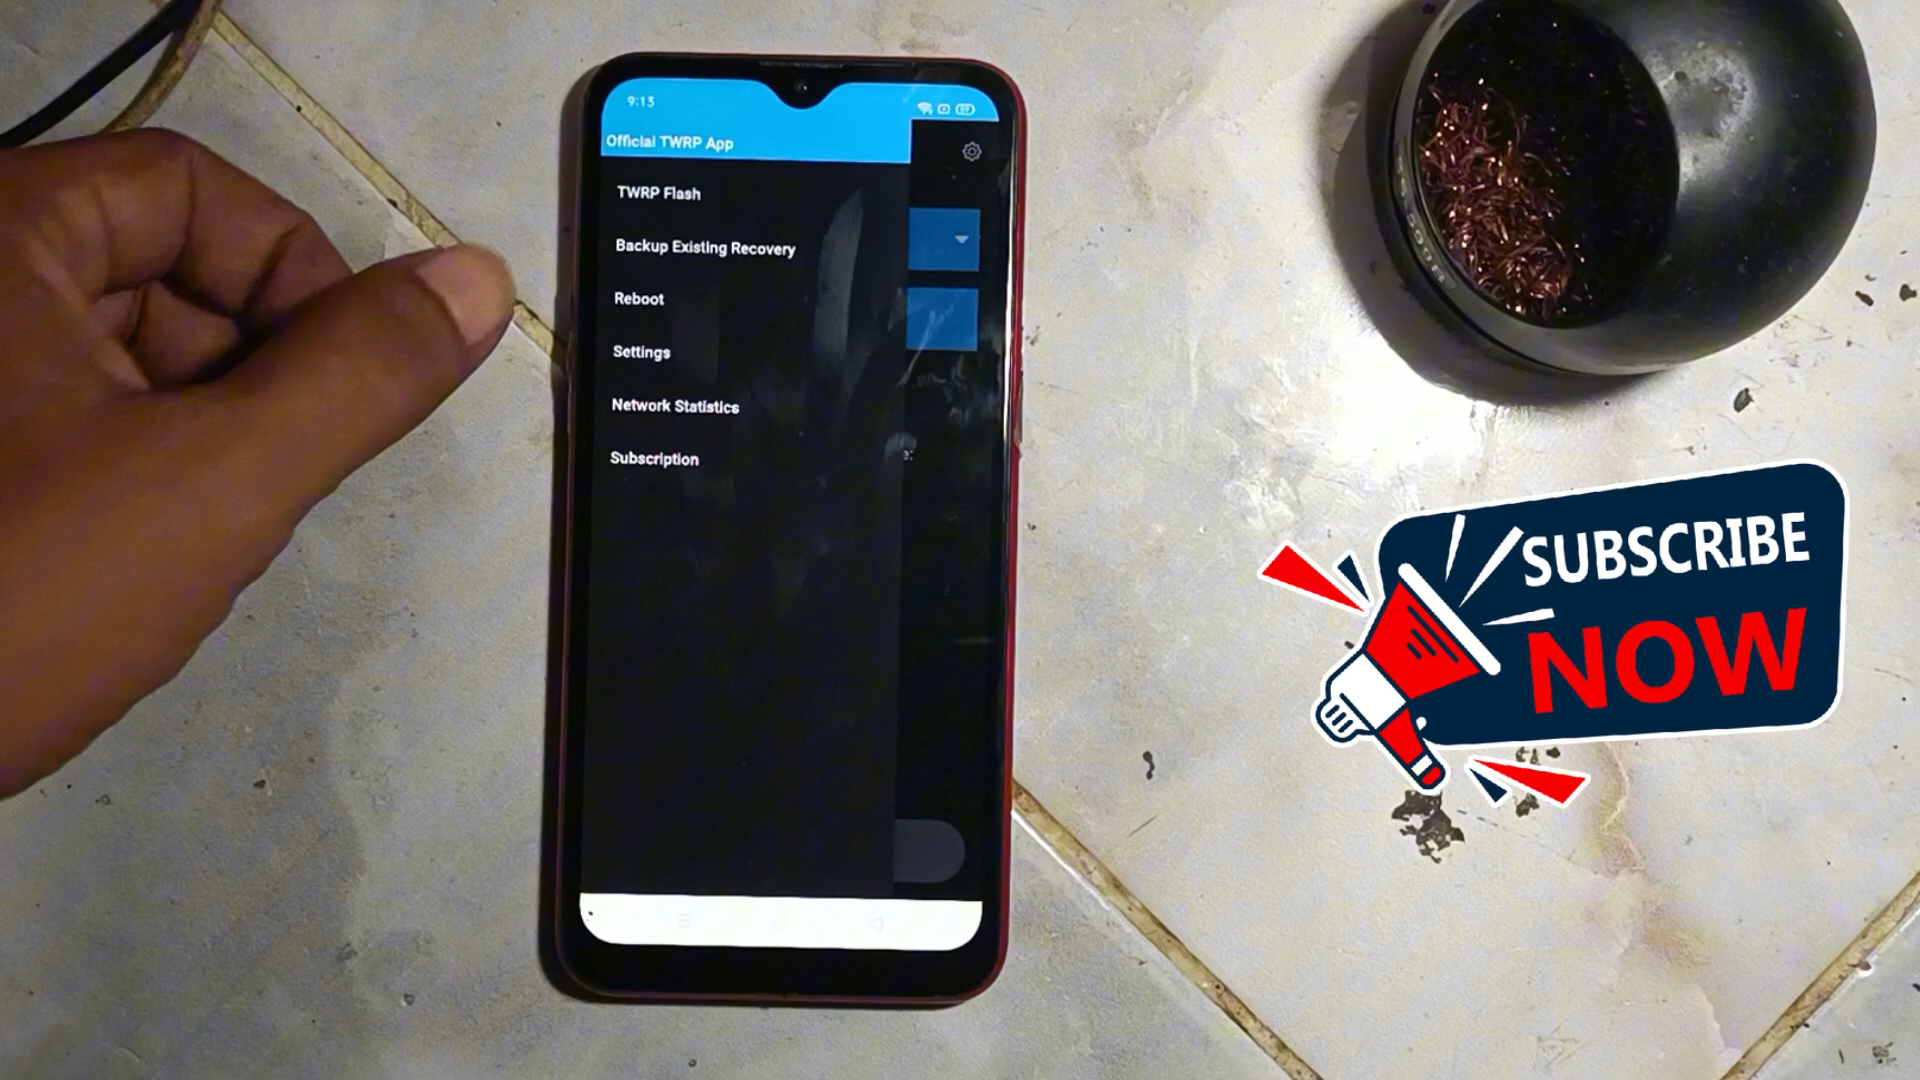 9:13
Official TWRP App
TWRP Flash
Backup Existing Recovery
Reboot
Settings
Network Statistics
Subscription
e:
SUBSCRIBE
NOW